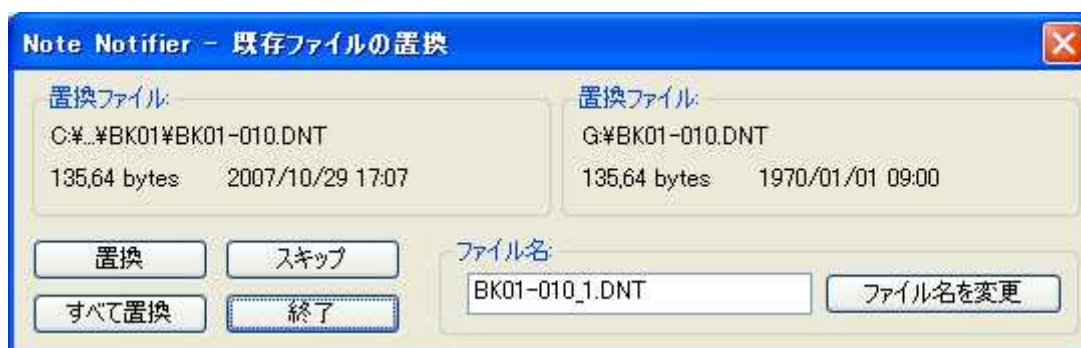 Note Notifier - 既存ファイルの置換
置換ファイル:
C:¥...¥BK01¥BK01-010.DNT
135,64 bytes 2007/10/29 17:07
置換ファイル:
G:¥BK01-010.DNT
135,64 bytes 1970/01/01 09:00
置換 スキップ
すべて置換 終了
ファイル名:
BK01-010_1.DNT ファイル名を変更